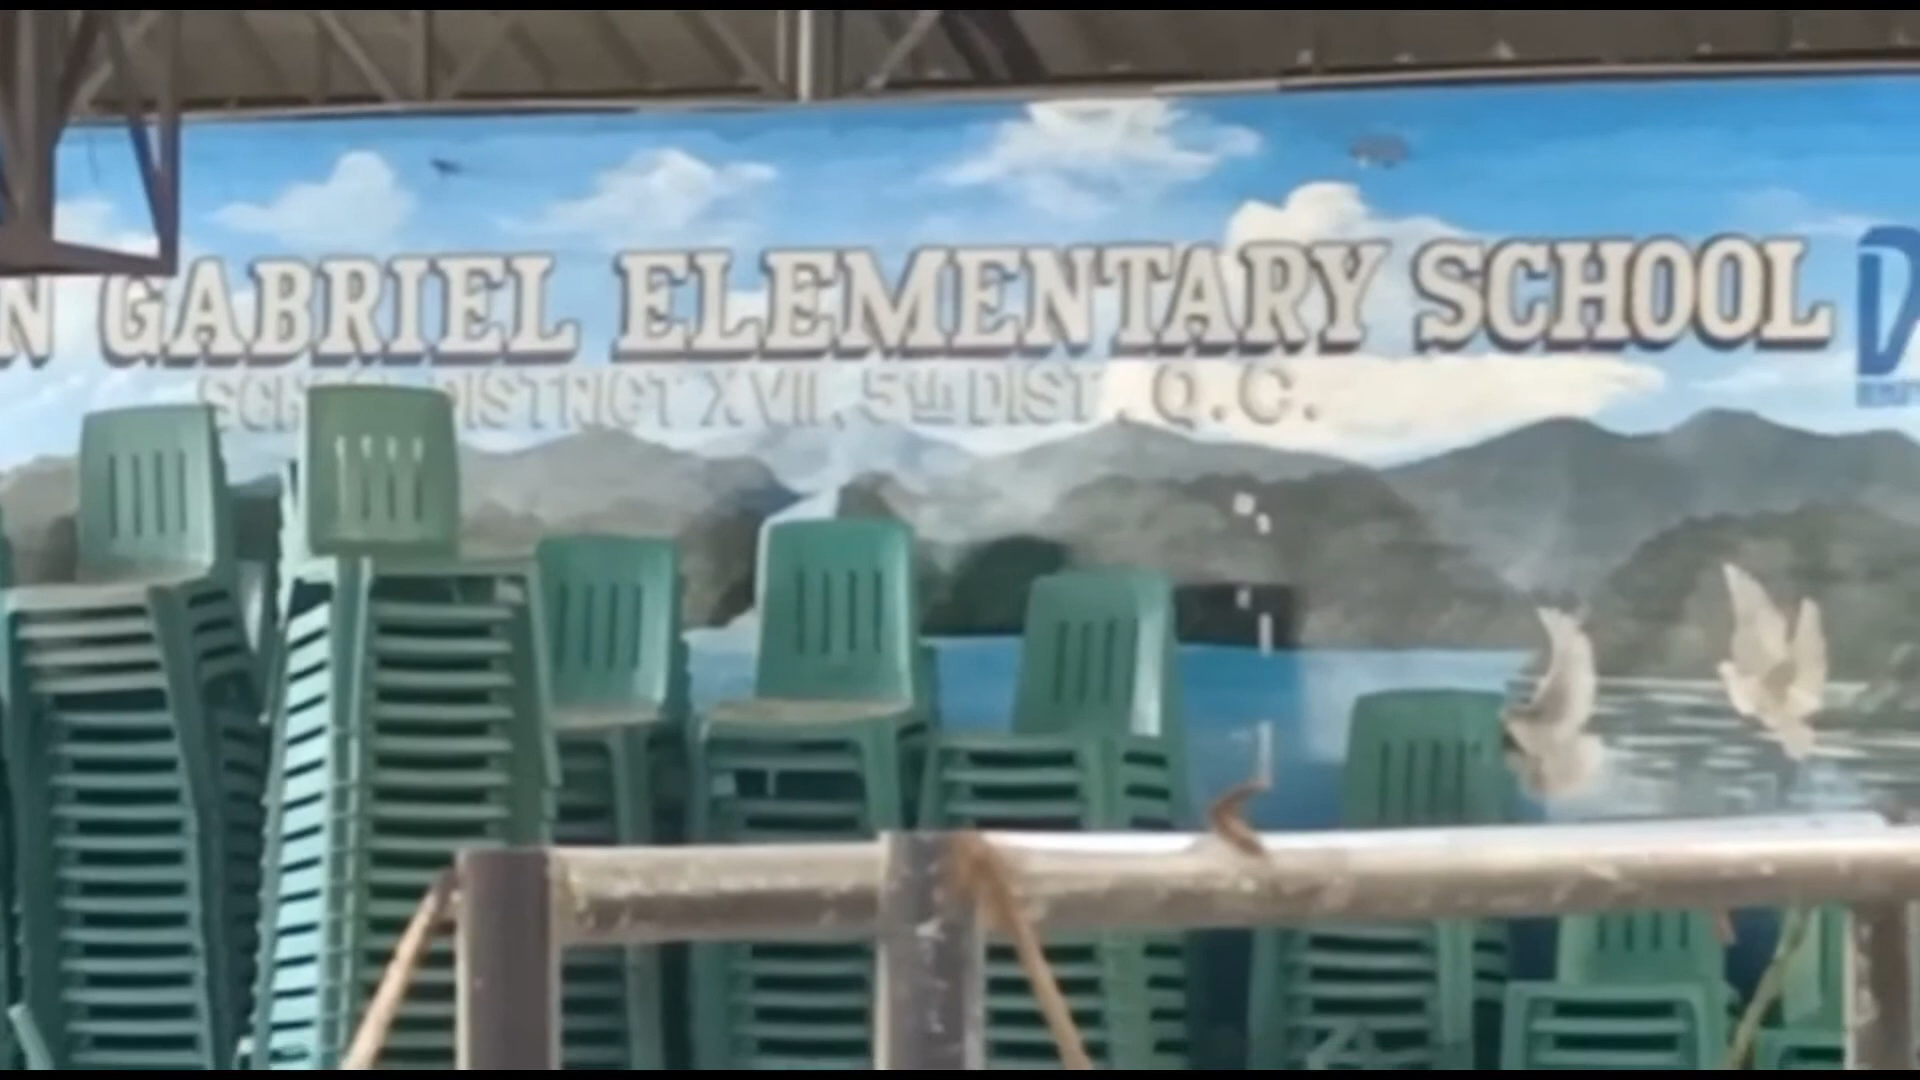 N GABRIEL ELEMENTARY SCHOOL
DISTRICT XVII, 5th DIST. Q.C.